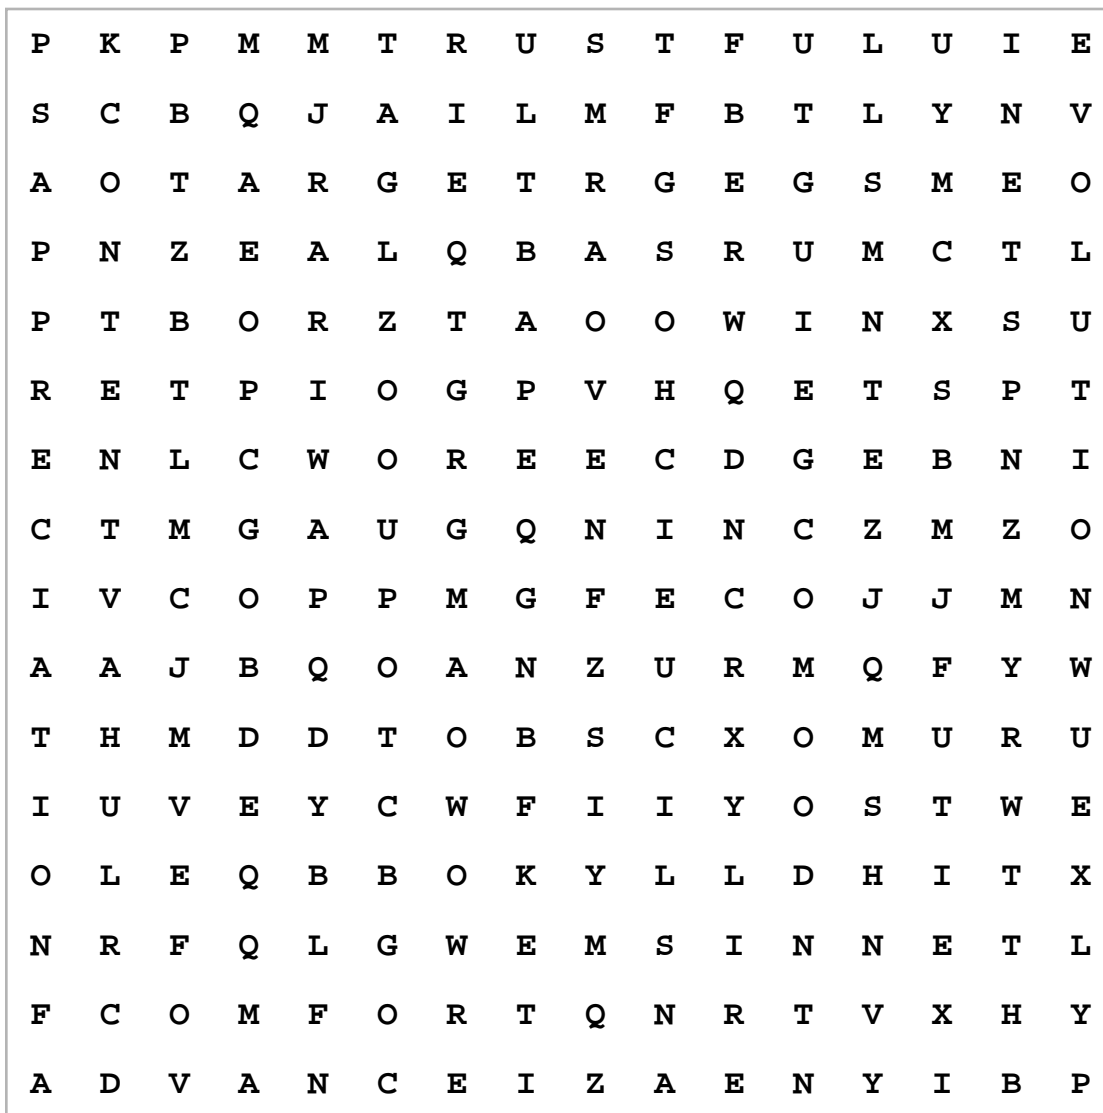 P K P M M T R U S T F U L U I E
S C B Q J A I L M F B T L Y N V
A O T A R G E T R G E G S M E O
P N Z E A L Q B A S R U M C T L
P T B O R Z T A O O W I N X S U
R E T P I O G P V H Q E T S P T
E N L C W O R E E C D G E B N I
C T M G A U G Q N I N C Z M Z O
I V C O P P M G F E C O J J M N
A A J B Q O A N Z U R M Q F Y W
T H M D D T O B S C X O M U R U
I U V E Y C W F I I Y O S T W E
O L E Q B B O K Y L L D H I T X
N R F Q L G W E M S I N N E T L
F C O M F O R T Q N R T V X H Y
A D V A N C E I Z A E N Y I B P